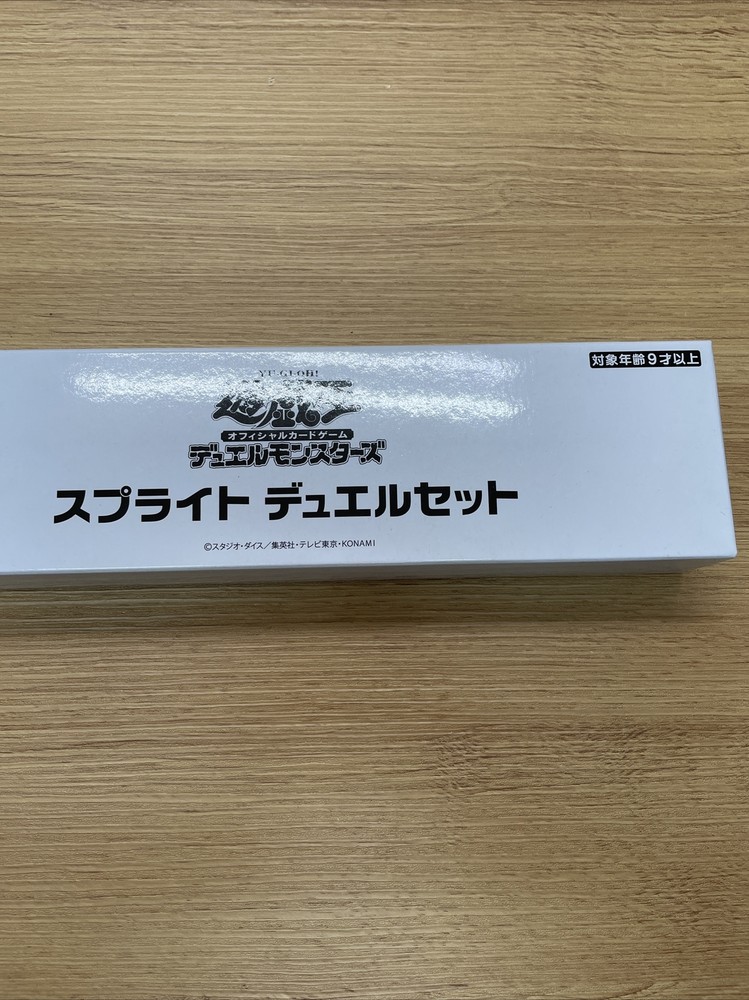 対象年齢9才以上
YU-GI-OH!
遊戯王
オフィシャルカードゲーム
デュエルモンスターズ
スプライト デュエルセット
©スタジオ・ダイス／集英社・テレビ東京・KONAMI